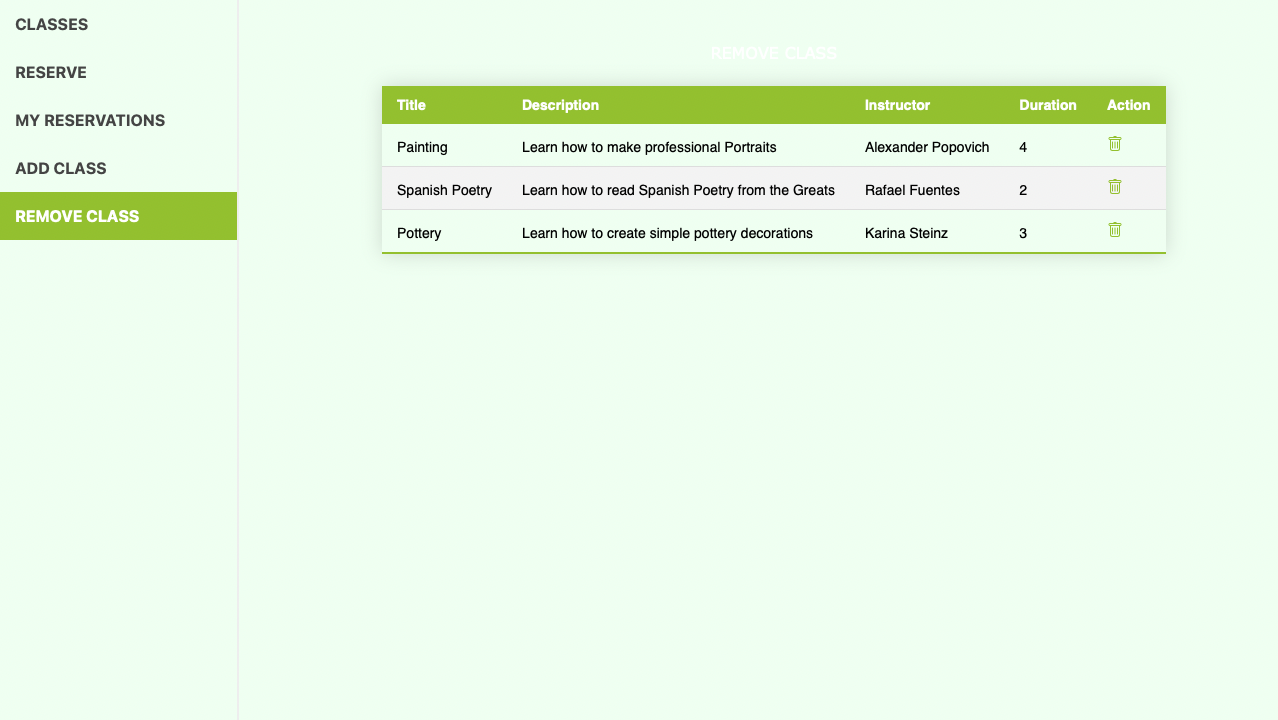 CLASSES
RESERVE
MY RESERVATIONS
ADD CLASS
REMOVE CLASS
REMOVE CLASS
Title Description Instructor Duration Action
Painting Learn how to make professional Portraits Alexander Popovich 4
Spanish Poetry Learn how to read Spanish Poetry from the Greats Rafael Fuentes 2
Pottery Learn how to create simple pottery decorations Karina Steinz 3